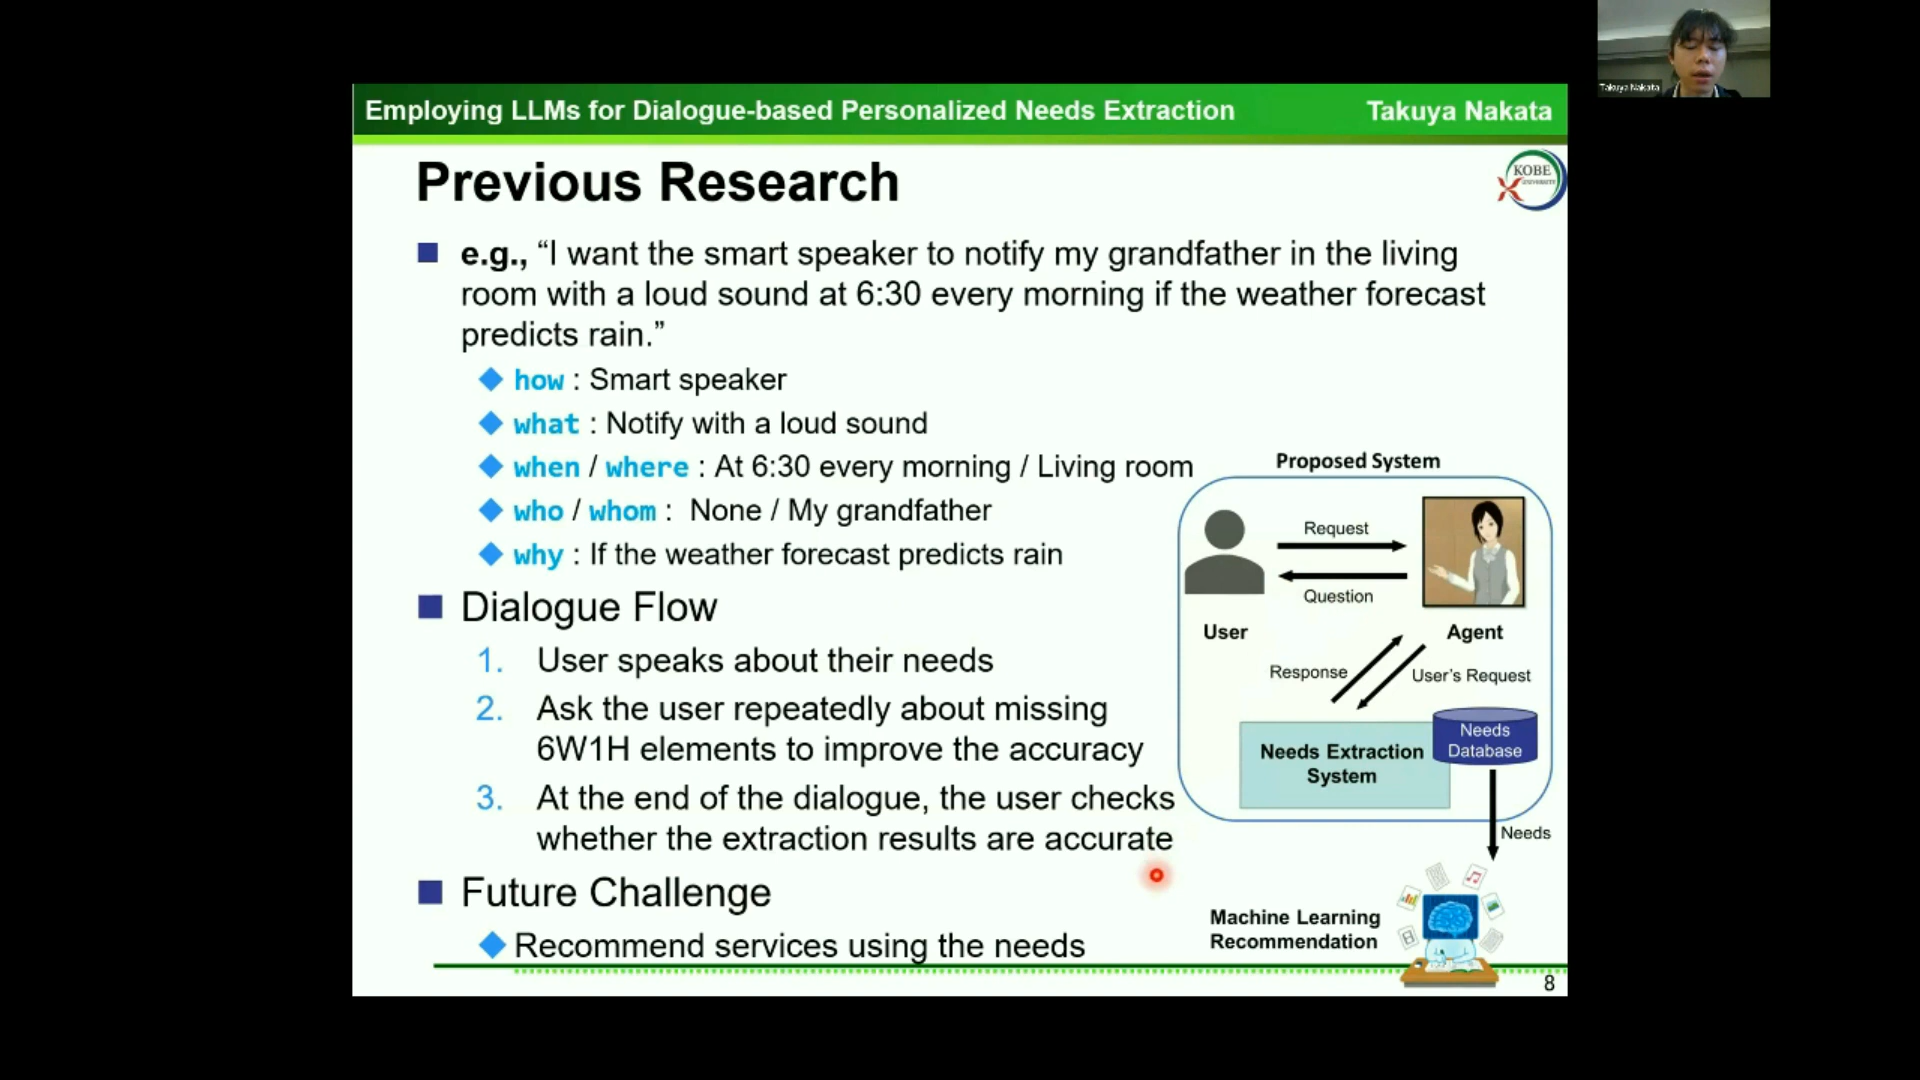 Takuya Nakata
Employing LLMs for Dialogue-based Personalized Needs Extraction Takuya Nakata
Previous Research
KOBE
UNIVERSITY
e.g., “I want the smart speaker to notify my grandfather in the living
room with a loud sound at 6:30 every morning if the weather forecast
predicts rain.”
how : Smart speaker
what : Notify with a loud sound
when / where : At 6:30 every morning / Living room
who / whom : None / My grandfather
why : If the weather forecast predicts rain
Dialogue Flow
1. User speaks about their needs
2. Ask the user repeatedly about missing
6W1H elements to improve the accuracy
3. At the end of the dialogue, the user checks
whether the extraction results are accurate
Future Challenge
Recommend services using the needs
Proposed System
Request
Question
User
Agent
Response
User’s Request
Needs Extraction
System
Needs
Database
Needs
Machine Learning
Recommendation
8